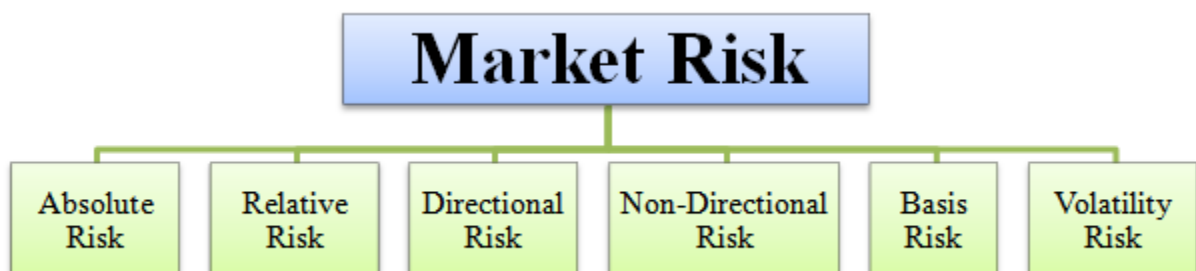 Market Risk
Absolute
Risk
Relative
Risk
Directional
Risk
Non-Directional
Risk
Basis
Risk
Volatility
Risk